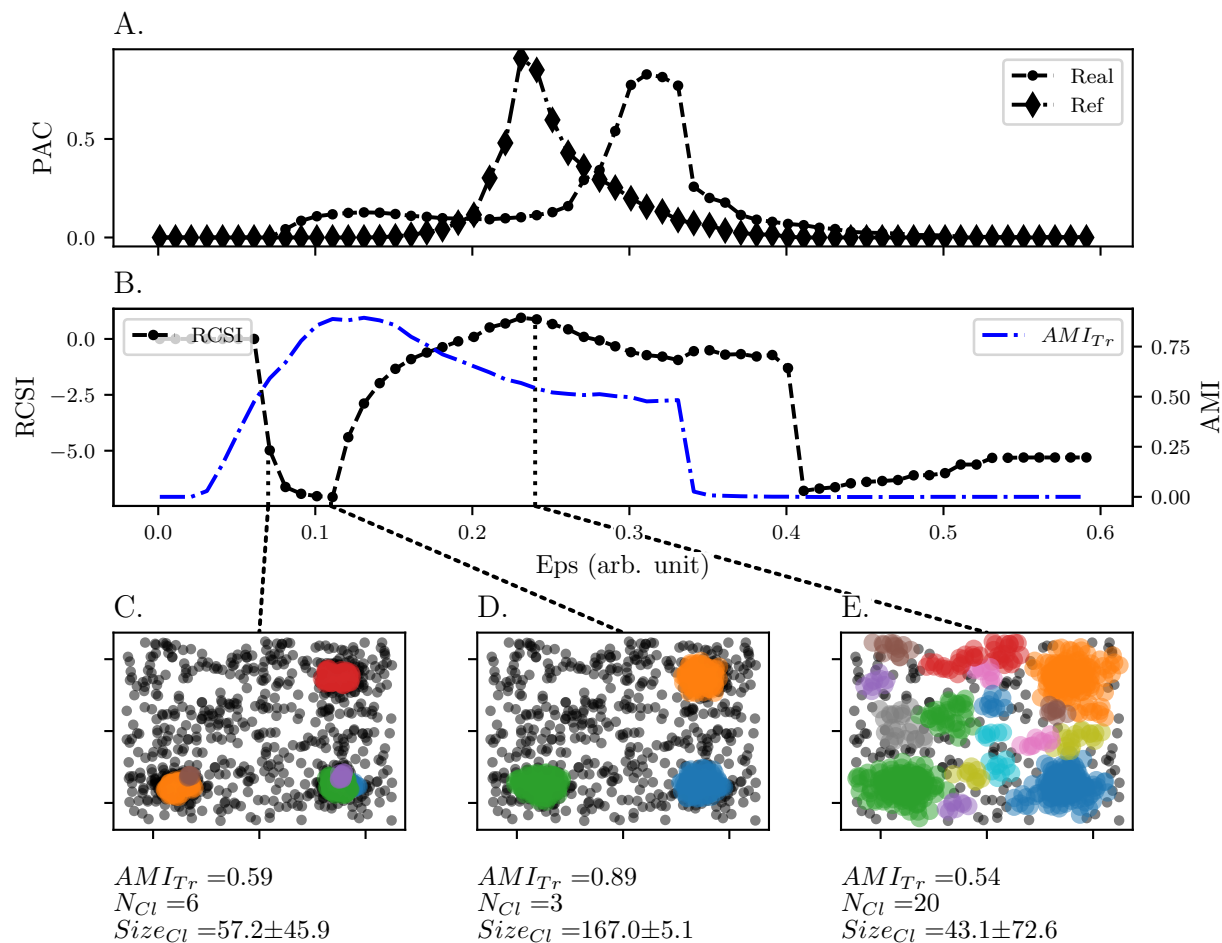 A.
PAC
0.5
0.0
Real
Ref
B.
RCSI
0.0
−2.5
−5.0
RCSI
AMI_Tr
0.75
0.50
0.25
0.00
AMI
0.0 0.1 0.2 0.3 0.4 0.5 0.6
Eps (arb. unit)
C.
D.
E.
AMI_Tr =0.59
N_Cl =6
Size_Cl =57.2±45.9
AMI_Tr =0.89
N_Cl =3
Size_Cl =167.0±5.1
AMI_Tr =0.54
N_Cl =20
Size_Cl =43.1±72.6